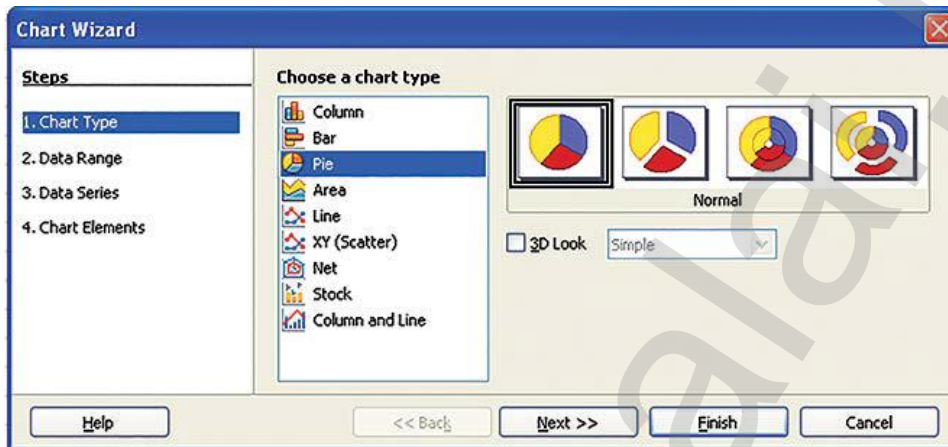 Chart Wizard
Steps
1. Chart Type
2. Data Range
3. Data Series
4. Chart Elements
Choose a chart type
Column
Bar
Pie
Area
Line
XY (Scatter)
Net
Stock
Column and Line
Normal
3D Look Simple
Help << Back Next >> Finish Cancel